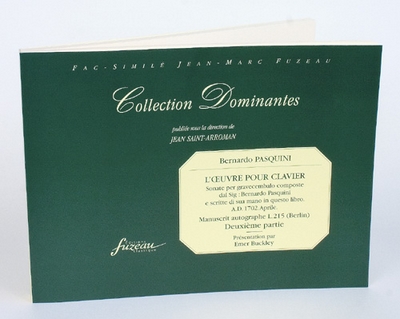 FAC-SIMILÉ JEAN-MARC FUZEAU
Collection Dominantes
publiée sous la direction de
JEAN SAINT-ARROMAN
Bernardo PASQUINI
L'ŒUVRE POUR CLAVIER
Sonate per gravecembalo composte
dal Sig: Bernardo Pasquini
e scritte di sua mano in questo libro.
A.D. 1702.Aprile.
Manuscrit autographe L.215 (Berlin)
Deuxième partie
Présentation par
Emer Buckley
fuzeau